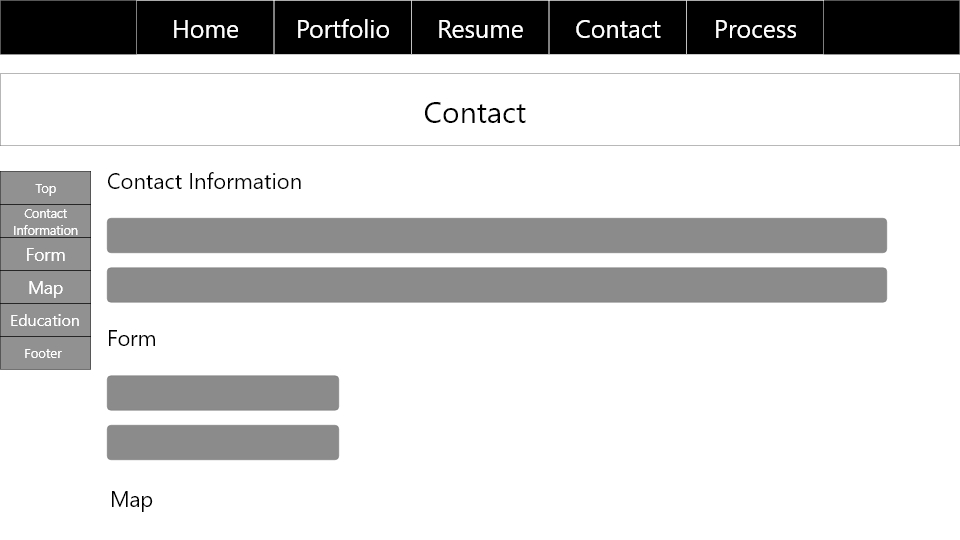 Home Portfolio Resume Contact Process
Contact
Top
Contact
Information
Form
Map
Education
Footer
Contact Information
Form
Map